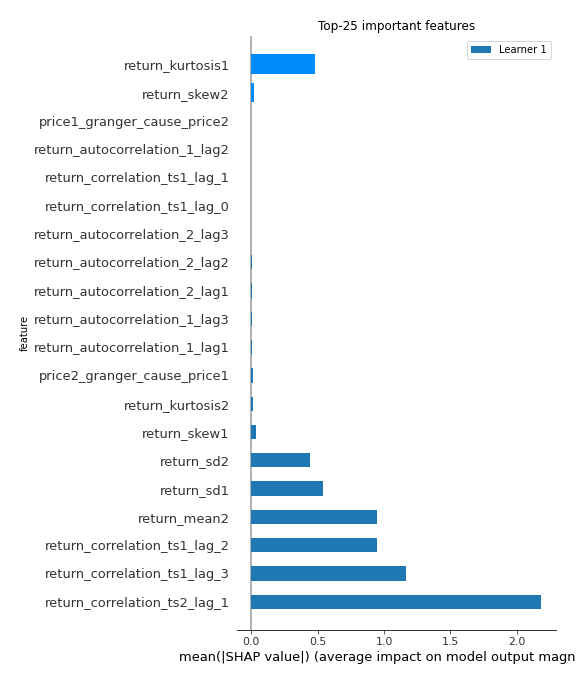 Top-25 important features
Learner 1
return_kurtosis1
return_skew2
price1_granger_cause_price2
return_autocorrelation_1_lag2
return_correlation_ts1_lag_1
return_correlation_ts1_lag_0
return_autocorrelation_2_lag3
return_autocorrelation_2_lag2
return_autocorrelation_2_lag1
return_autocorrelation_1_lag3
return_autocorrelation_1_lag1
price2_granger_cause_price1
return_kurtosis2
return_skew1
return_sd2
return_sd1
return_mean2
return_correlation_ts1_lag_2
return_correlation_ts1_lag_3
return_correlation_ts2_lag_1
feature
0.0 0.5 1.0 1.5 2.0
mean(|SHAP value|) (average impact on model output magn